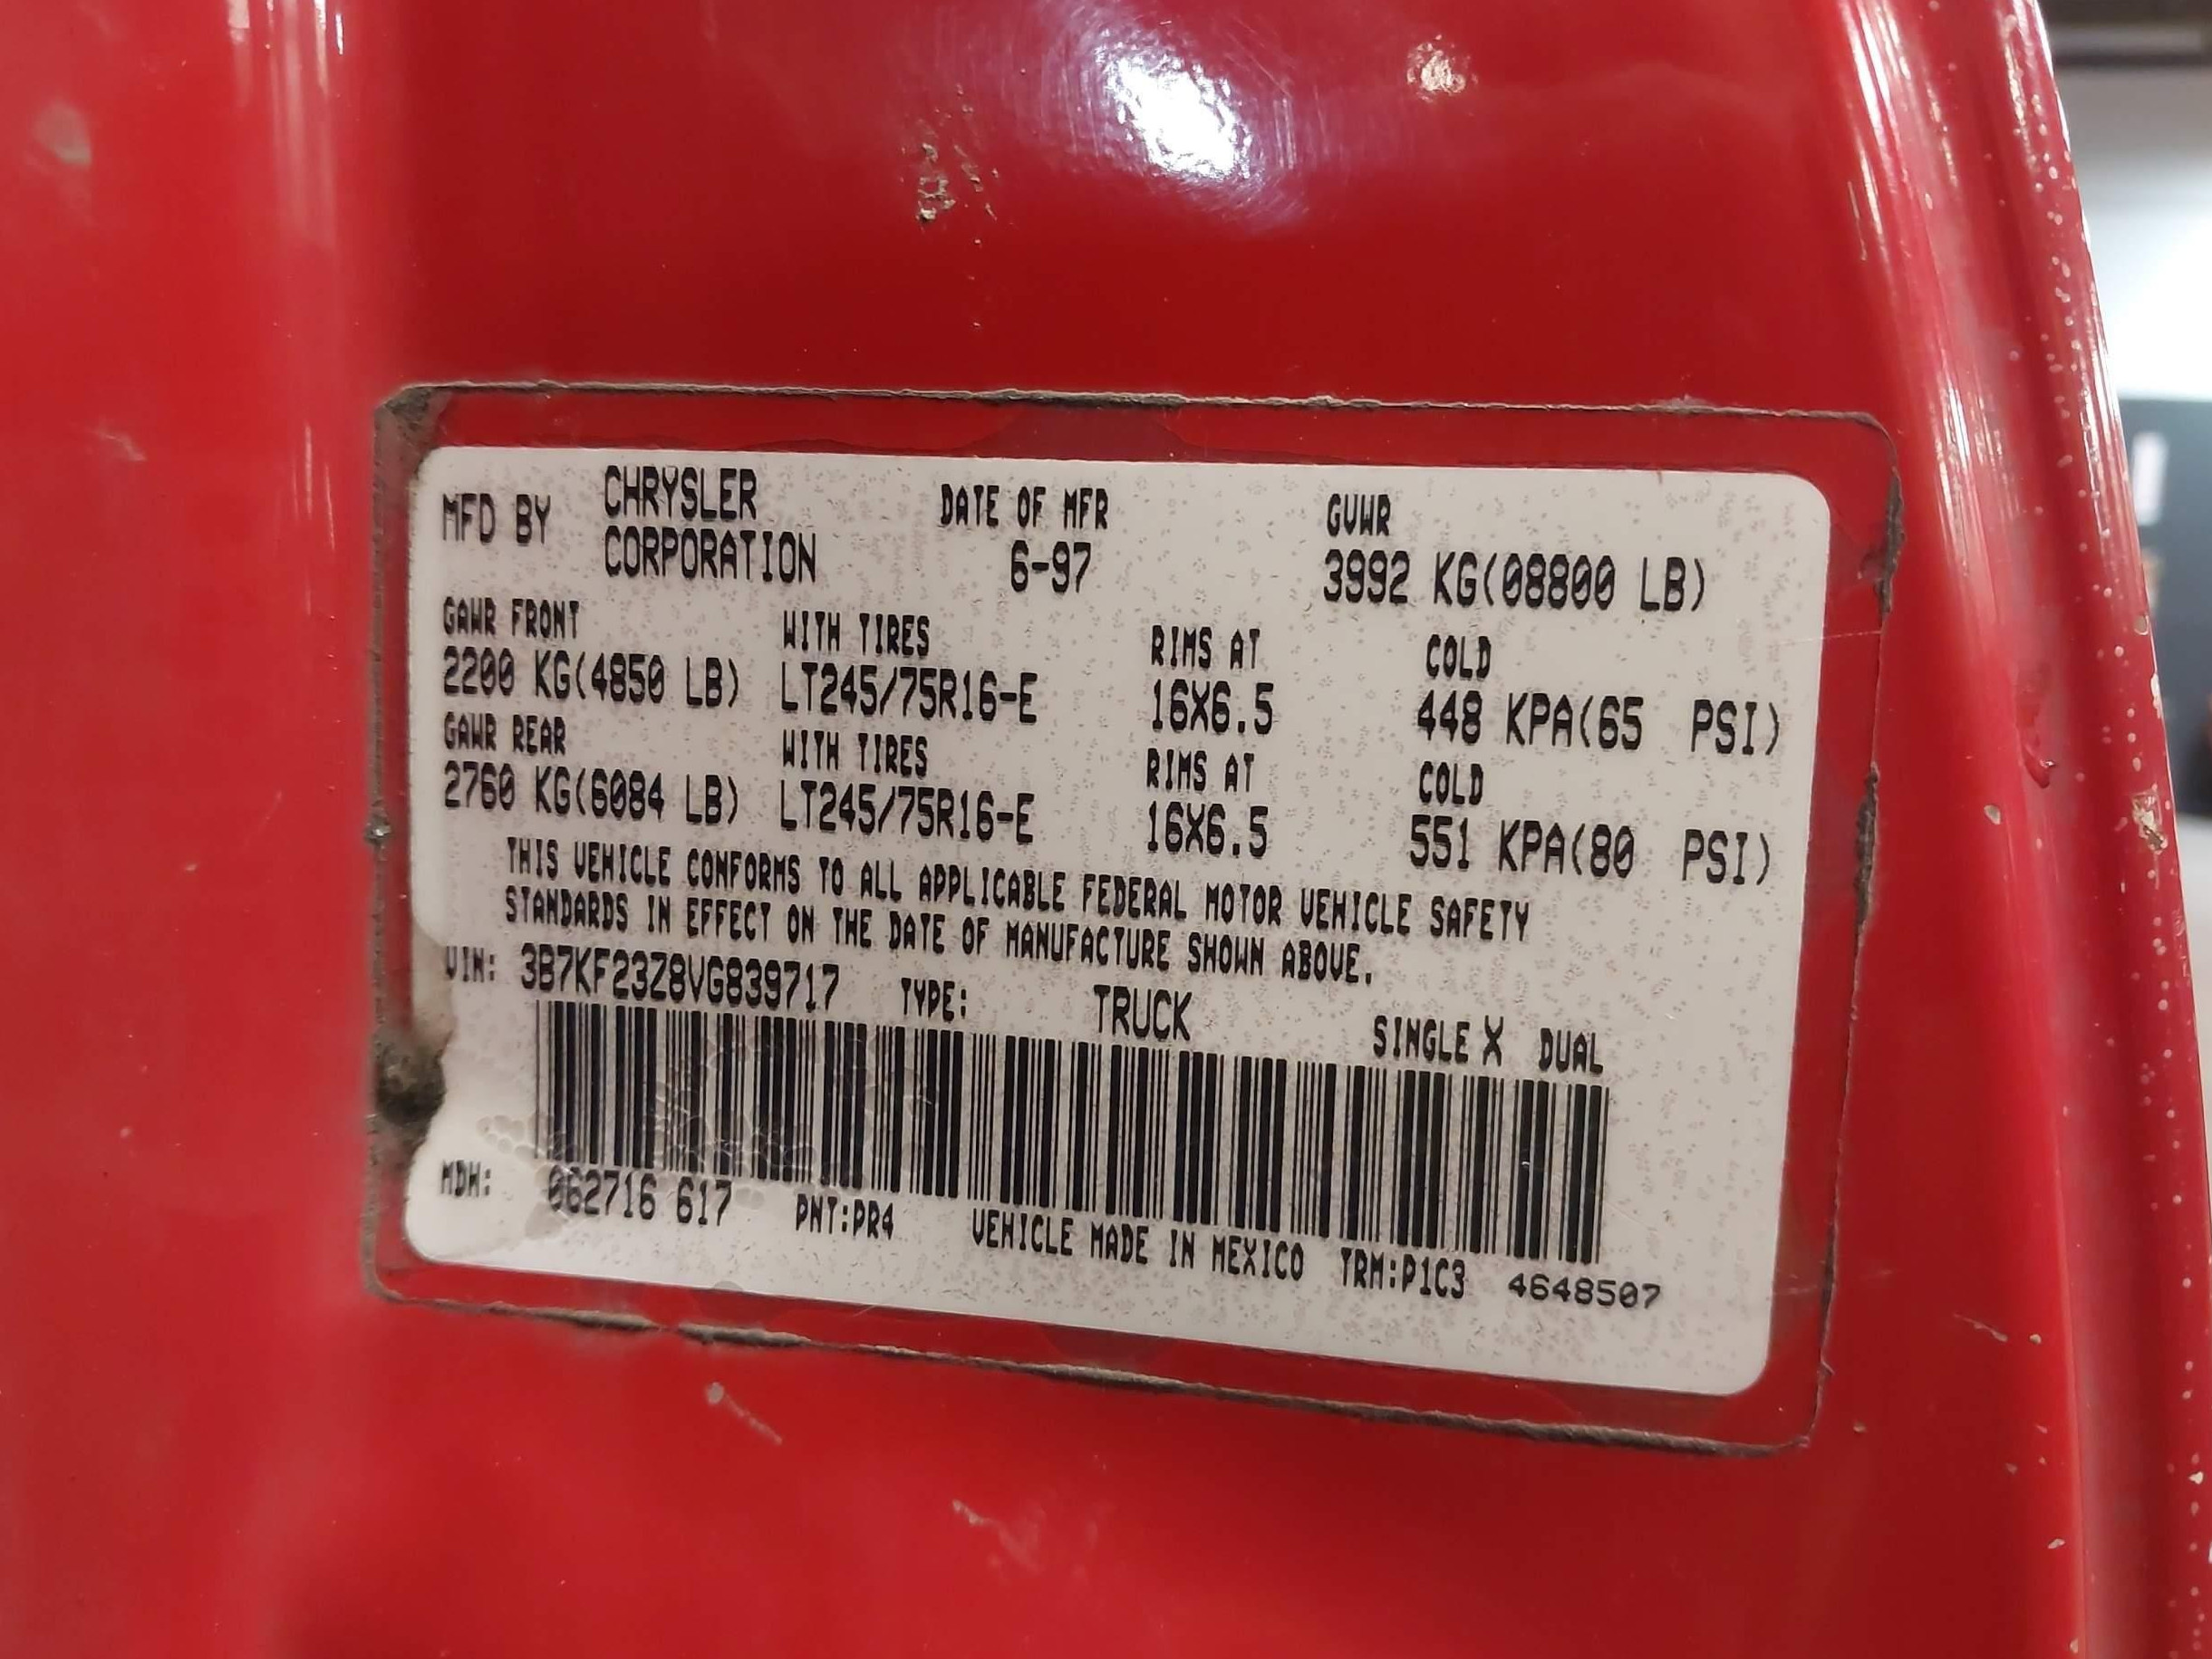 MFD BY CHRYSLER CORPORATION DATE OF MFR GVWR
6-97 3992 KG(08800 LB)
GAWR FRONT WITH TIRES RIMS AT COLD
2200 KG(4850 LB) LT245/75R16-E 16X6.5 448 KPA(65 PSI)
GAWR REAR WITH TIRES RIMS AT COLD
2760 KG(6084 LB) LT245/75R16-E 16X6.5 551 KPA(80 PSI)
THIS VEHICLE CONFORMS TO ALL APPLICABLE FEDERAL MOTOR VEHICLE SAFETY
STANDARDS IN EFFECT ON THE DATE OF MANUFACTURE SHOWN ABOVE.
VIN: 3B7KF23Z8VG839717 TYPE: TRUCK SINGLE X DUAL
MDH: 062716 617 PNT:PR4 VEHICLE MADE IN MEXICO TRM:P1C3 4648507